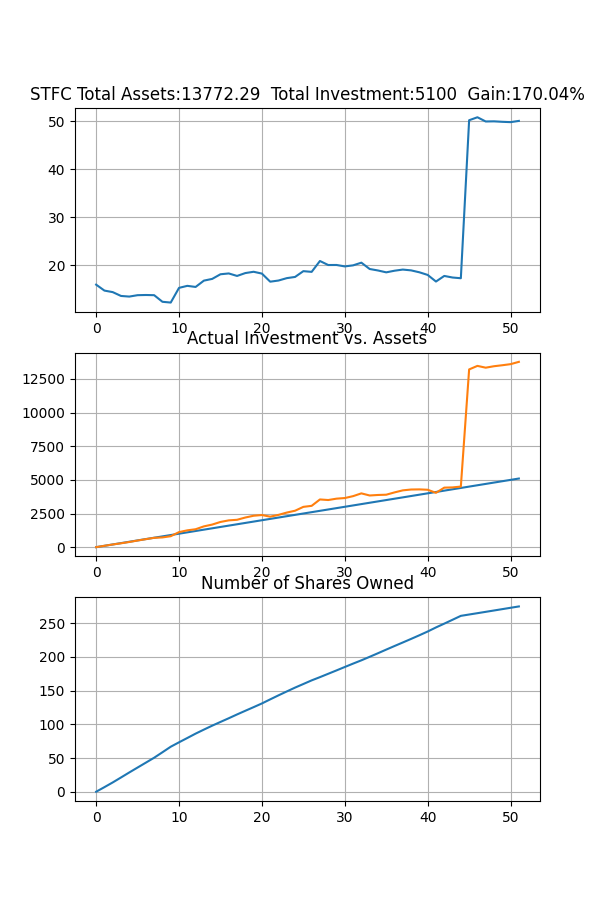 STFC Total Assets:13772.29  Total Investment:5100  Gain:170.04%
50
40
30
20
0 10 20 30 40 50
Actual Investment vs. Assets
12500
10000
7500
5000
2500
0
0 10 20 30 40 50
Number of Shares Owned
250
200
150
100
50
0
0 10 20 30 40 50